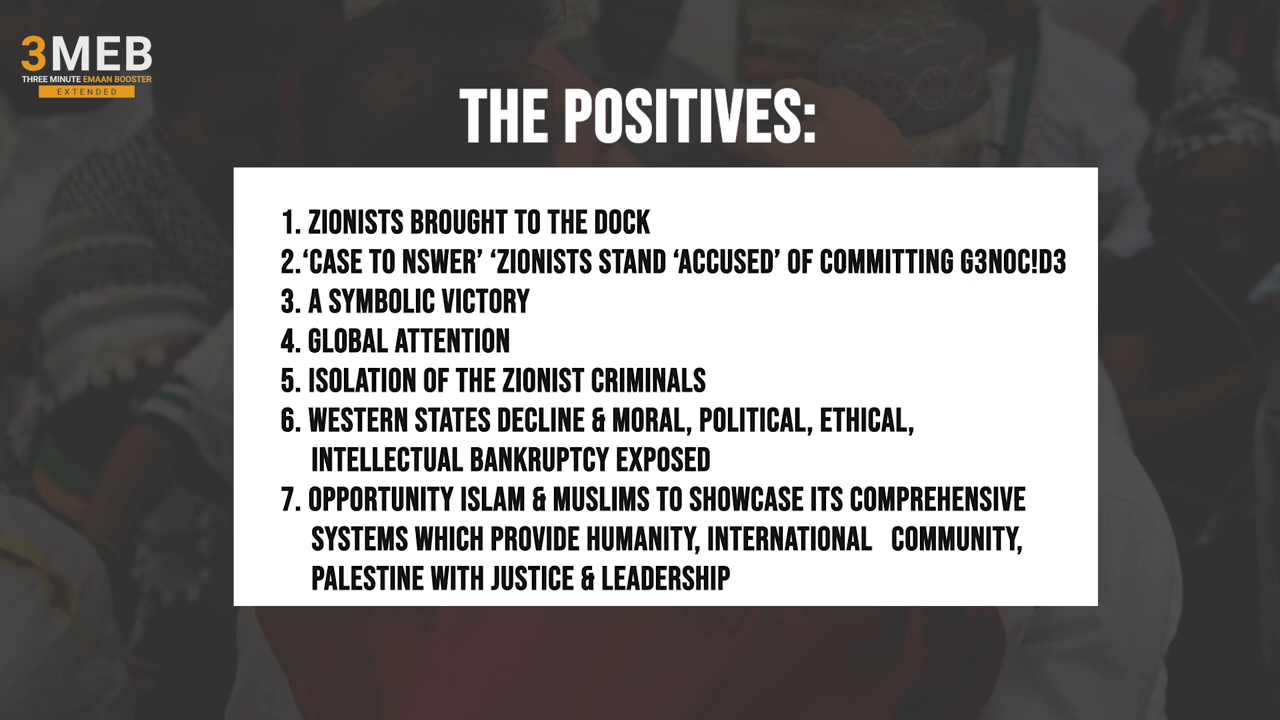 3MEB
THREE MINUTE EMAAN BOOSTER
EXTENDED
THE POSITIVES:
1. ZIONISTS BROUGHT TO THE DOCK
2.‘CASE TO NSWER’ ‘ZIONISTS STAND ‘ACCUSED’ OF COMMITTING G3NOC!D3
3. A SYMBOLIC VICTORY
4. GLOBAL ATTENTION
5. ISOLATION OF THE ZIONIST CRIMINALS
6. WESTERN STATES DECLINE & MORAL, POLITICAL, ETHICAL,
INTELLECTUAL BANKRUPTCY EXPOSED
7. OPPORTUNITY ISLAM & MUSLIMS TO SHOWCASE ITS COMPREHENSIVE
SYSTEMS WHICH PROVIDE HUMANITY, INTERNATIONAL COMMUNITY,
PALESTINE WITH JUSTICE & LEADERSHIP